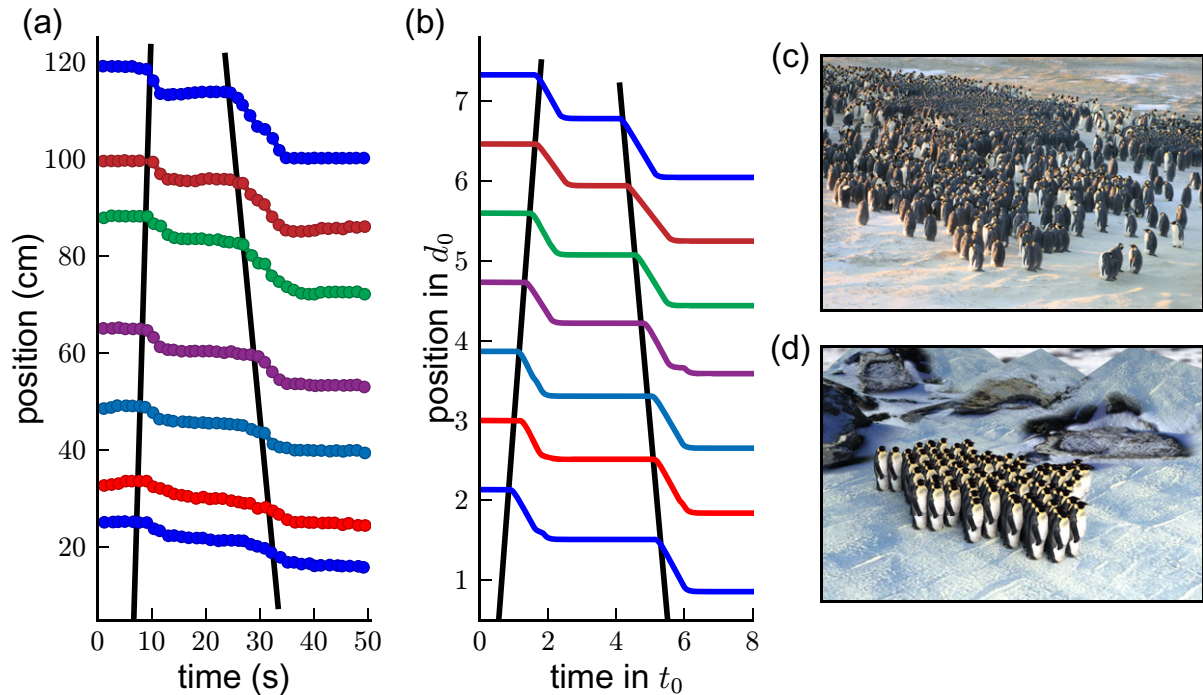 (a)
position (cm)
120
100
80
60
40
20
0 10 20 30 40 50
time (s)
(b)
position in d₀
7
6
5
4
3
2
1
0 2 4 6 8
time in t₀
(c)
(d)